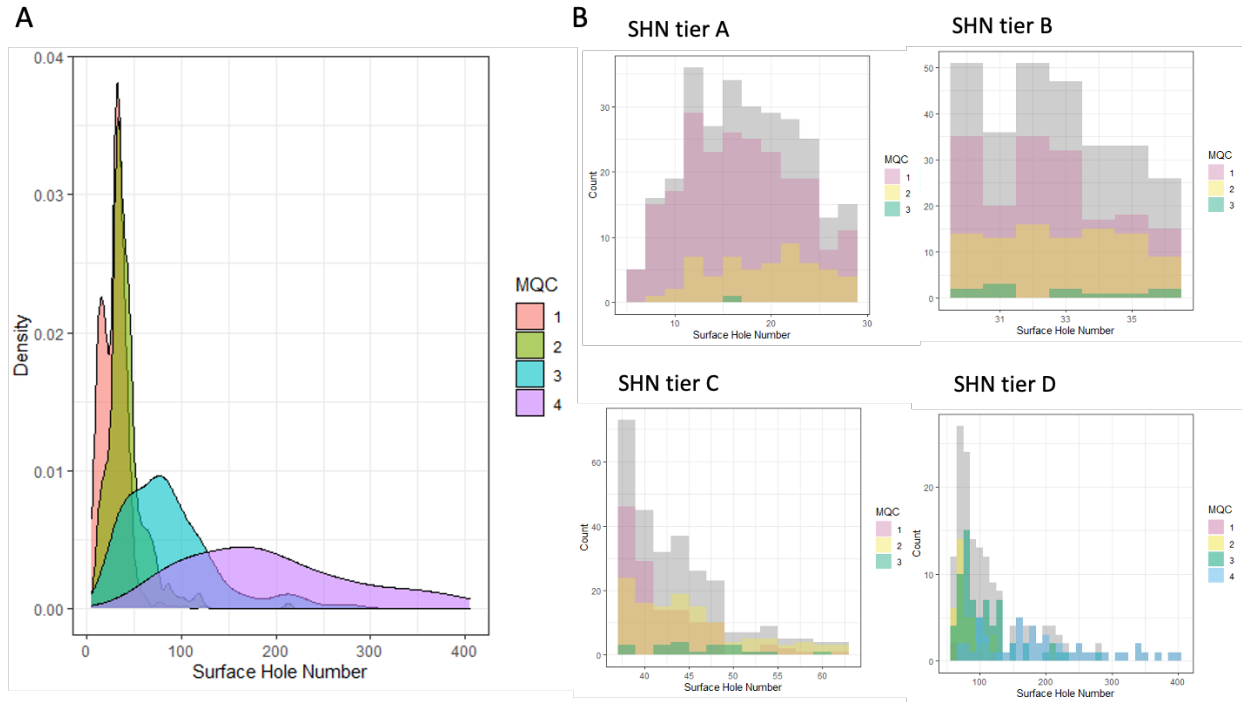 A
0.04
0.03
0.02
0.01
0.00
Density
0
100
200
300
400
Surface Hole Number
MQC
1
2
3
4
B
SHN tier A
30
20
10
0
Count
10
20
30
Surface Hole Number
MQC
1
2
3
SHN tier B
50
40
30
20
10
0
31
33
35
Surface Hole Number
MQC
1
2
3
SHN tier C
60
40
20
0
Count
40
45
50
55
60
Surface Hole Number
MQC
1
2
3
SHN tier D
20
10
0
Count
100
200
300
400
Surface Hole Number
MQC
1
2
3
4